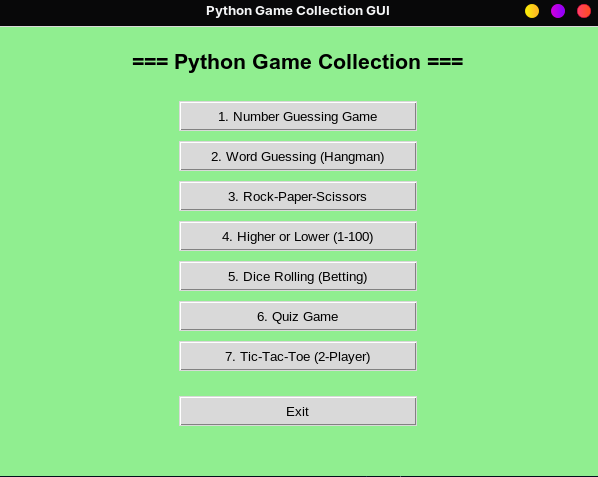 Python Game Collection GUI
=== Python Game Collection ===
1. Number Guessing Game
2. Word Guessing (Hangman)
3. Rock-Paper-Scissors
4. Higher or Lower (1-100)
5. Dice Rolling (Betting)
6. Quiz Game
7. Tic-Tac-Toe (2-Player)
Exit